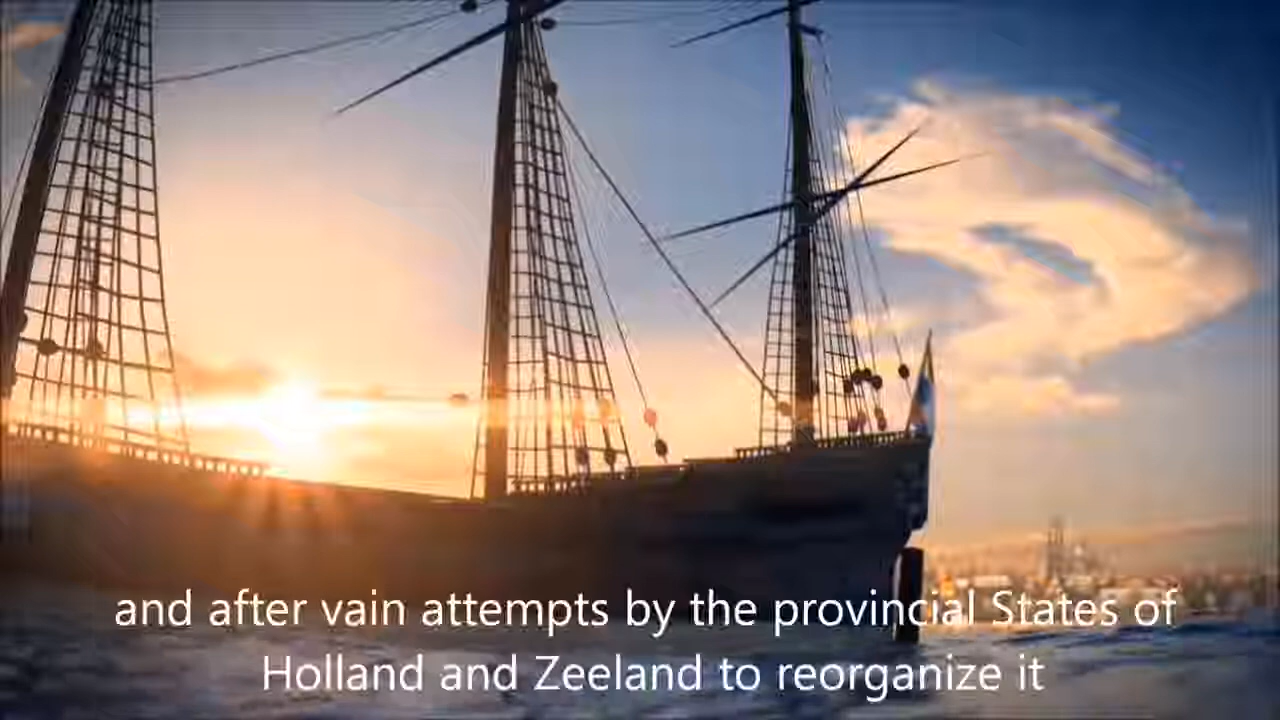 and after vain attempts by the provincial States of
Holland and Zeeland to reorganize it